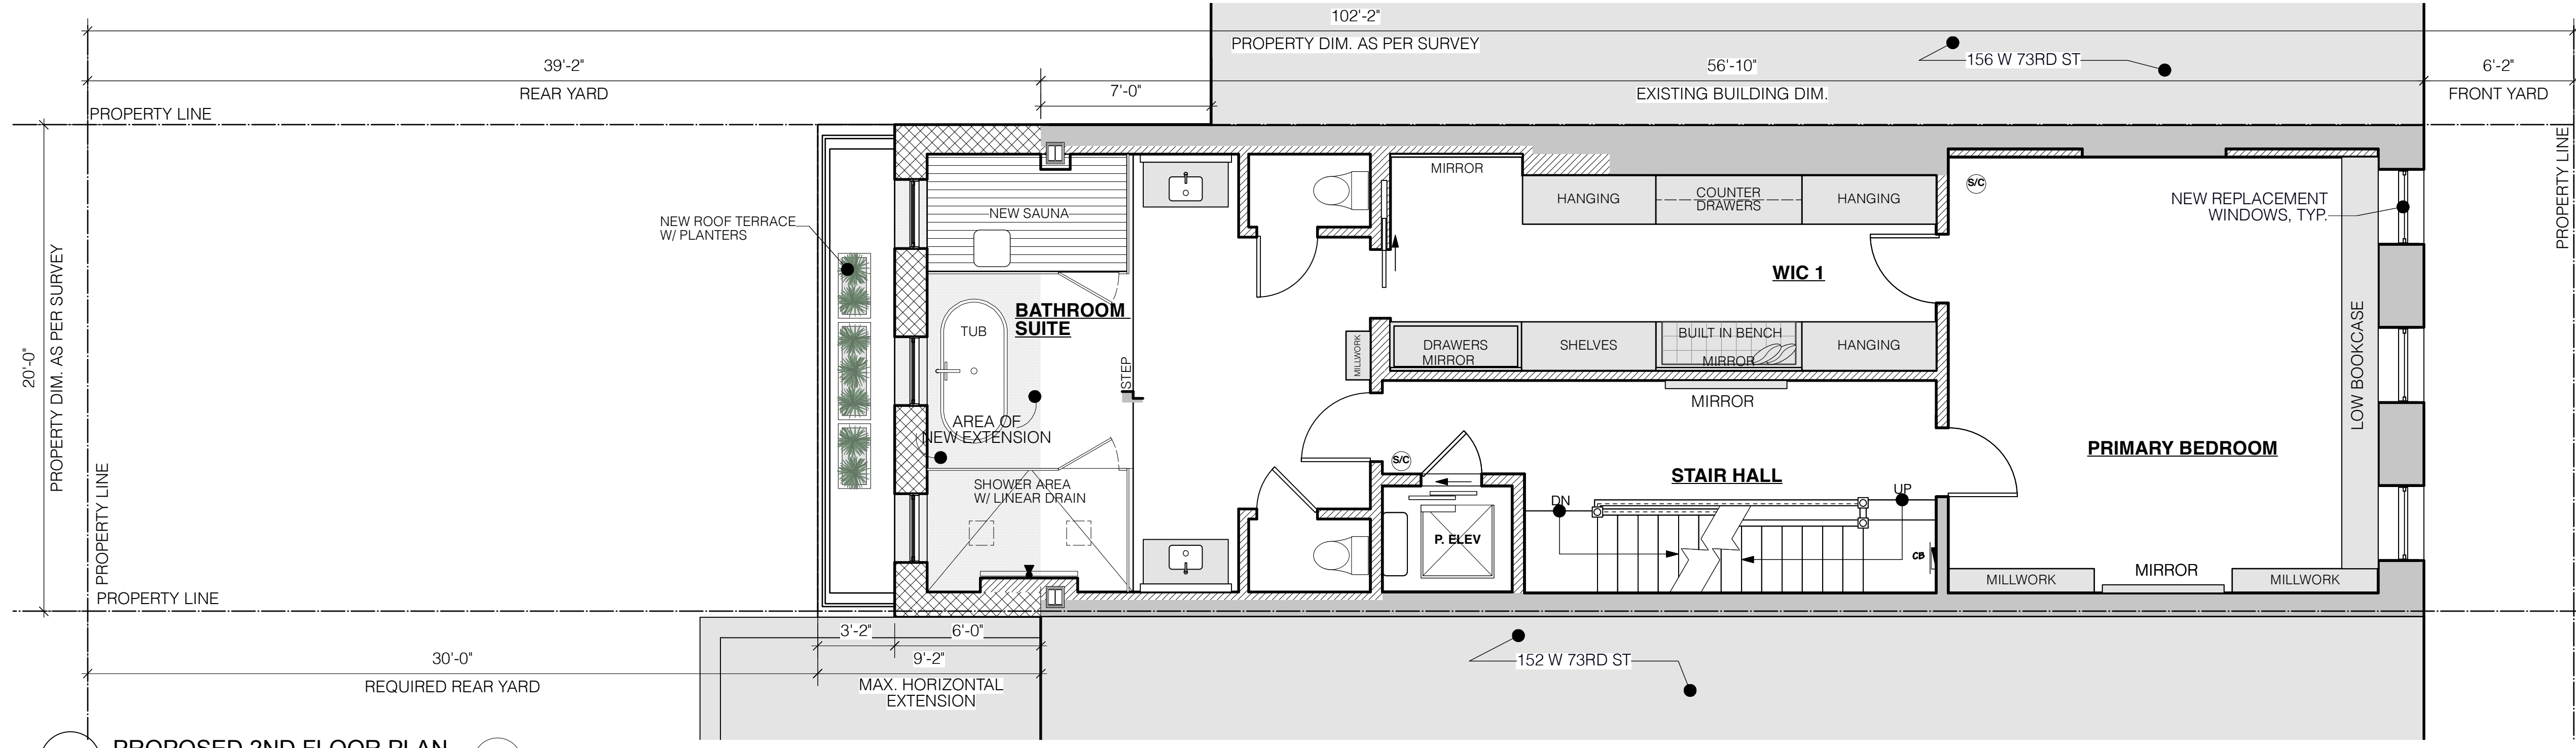 102'-2"
PROPERTY DIM. AS PER SURVEY
156 W 73RD ST
39'-2"
REAR YARD
7'-0"
56'-10"
EXISTING BUILDING DIM.
6'-2"
FRONT YARD
PROPERTY LINE
PROPERTY LINE
20'-0"
PROPERTY DIM. AS PER SURVEY
PROPERTY LINE
PROPERTY LINE
NEW ROOF TERRACE
W/ PLANTERS
NEW SAUNA
BATHROOM
SUITE
TUB
STEP
AREA OF
NEW EXTENSION
SHOWER AREA
W/ LINEAR DRAIN
MIRROR
HANGING
COUNTER
DRAWERS
HANGING
WIC 1
MILLWORK
DRAWERS
MIRROR
SHELVES
BUILT IN BENCH
MIRROR
HANGING
MIRROR
S/C
STAIR HALL
P. ELEV
DN
UP
CB
S/C
NEW REPLACEMENT
WINDOWS, TYP.
LOW BOOKCASE
PRIMARY BEDROOM
MILLWORK
MIRROR
MILLWORK
3'-2"
6'-0"
9'-2"
MAX. HORIZONTAL
EXTENSION
30'-0"
REQUIRED REAR YARD
152 W 73RD ST
PROPOSED 2ND FLOOR PLAN